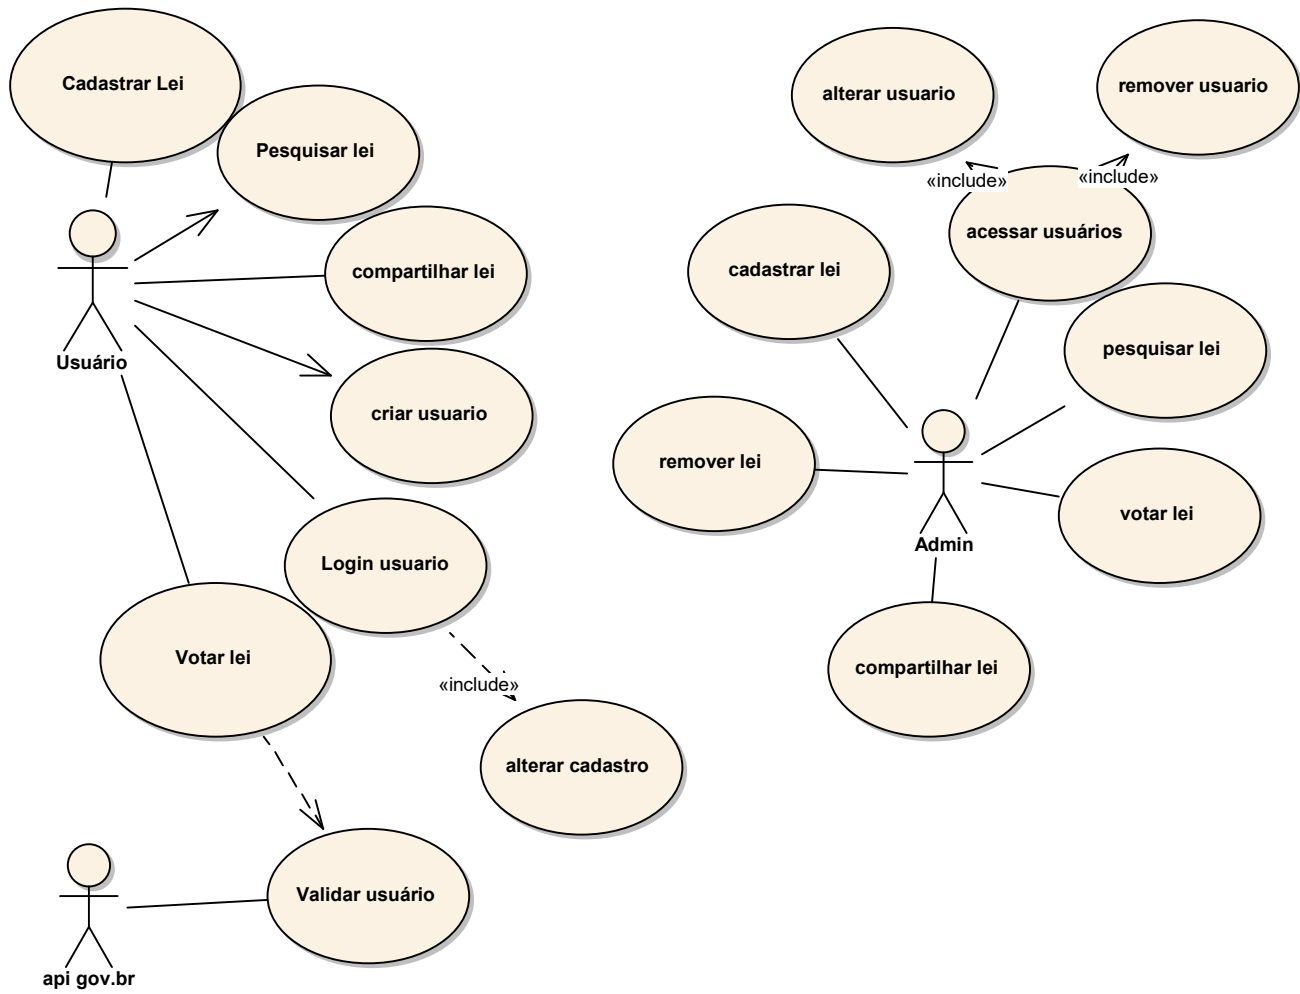 Cadastrar Lei
Pesquisar lei
compartilhar lei
Usuário
criar usuario
Login usuario
Votar lei
«include»
alterar cadastro
Validar usuário
api gov.br
alterar usuario
remover usuario
«include»
«include»
acessar usuários
cadastrar lei
pesquisar lei
remover lei
votar lei
Admin
compartilhar lei